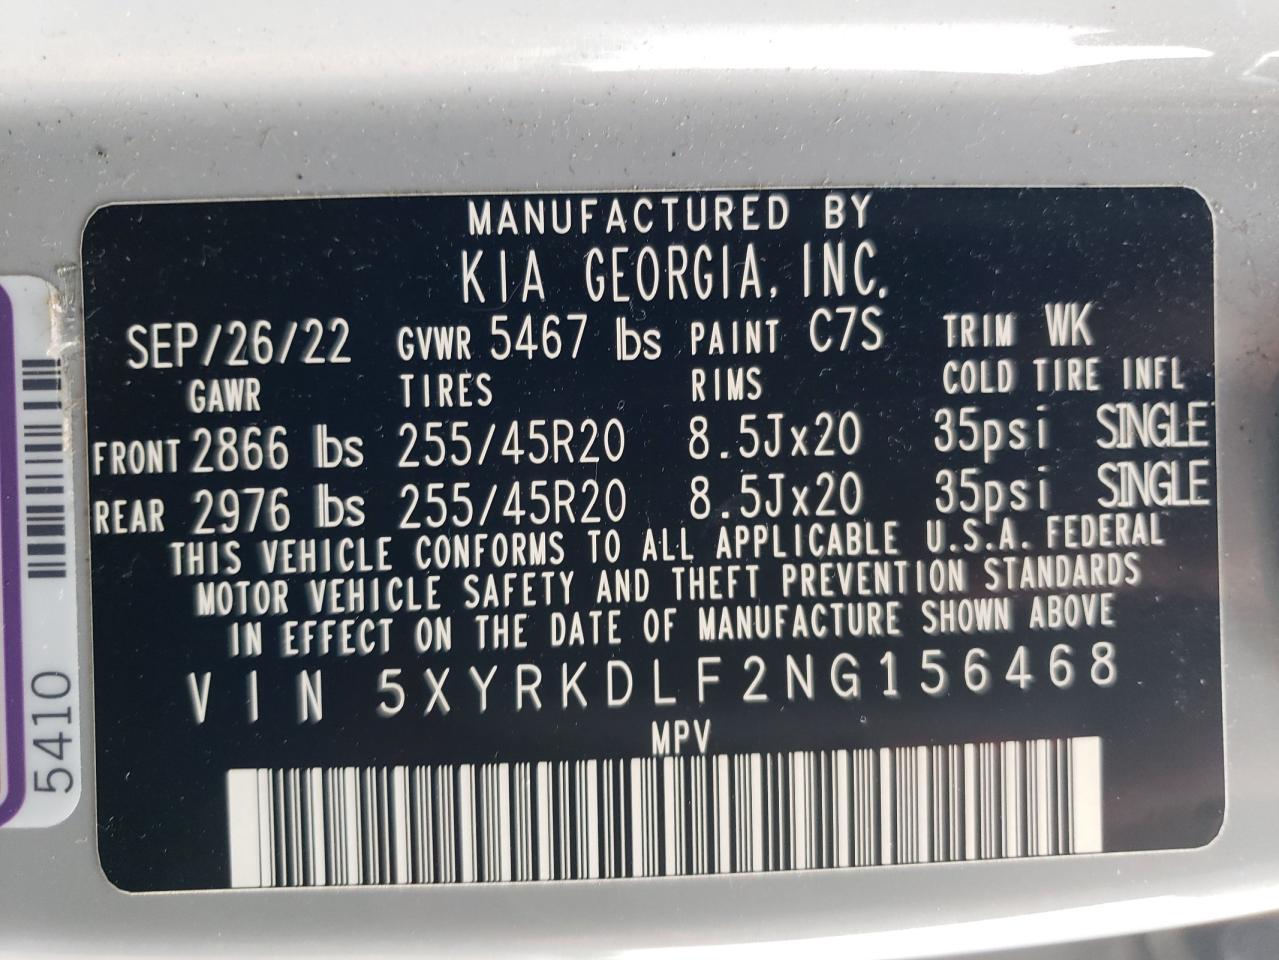 MANUFACTURED BY
KIA GEORGIA, INC.
SEP/26/22 GVWR 5467 lbs PAINT C7S TRIM WK
GAWR TIRES RIMS COLD TIRE INFL
FRONT 2866 lbs 255/45R20 8.5Jx20 35psi SINGLE
REAR 2976 lbs 255/45R20 8.5Jx20 35psi SINGLE
THIS VEHICLE CONFORMS TO ALL APPLICABLE U.S.A. FEDERAL
MOTOR VEHICLE SAFETY AND THEFT PREVENTION STANDARDS
IN EFFECT ON THE DATE OF MANUFACTURE SHOWN ABOVE
VIN 5XYRKDLF2NG156468
MPV
5410